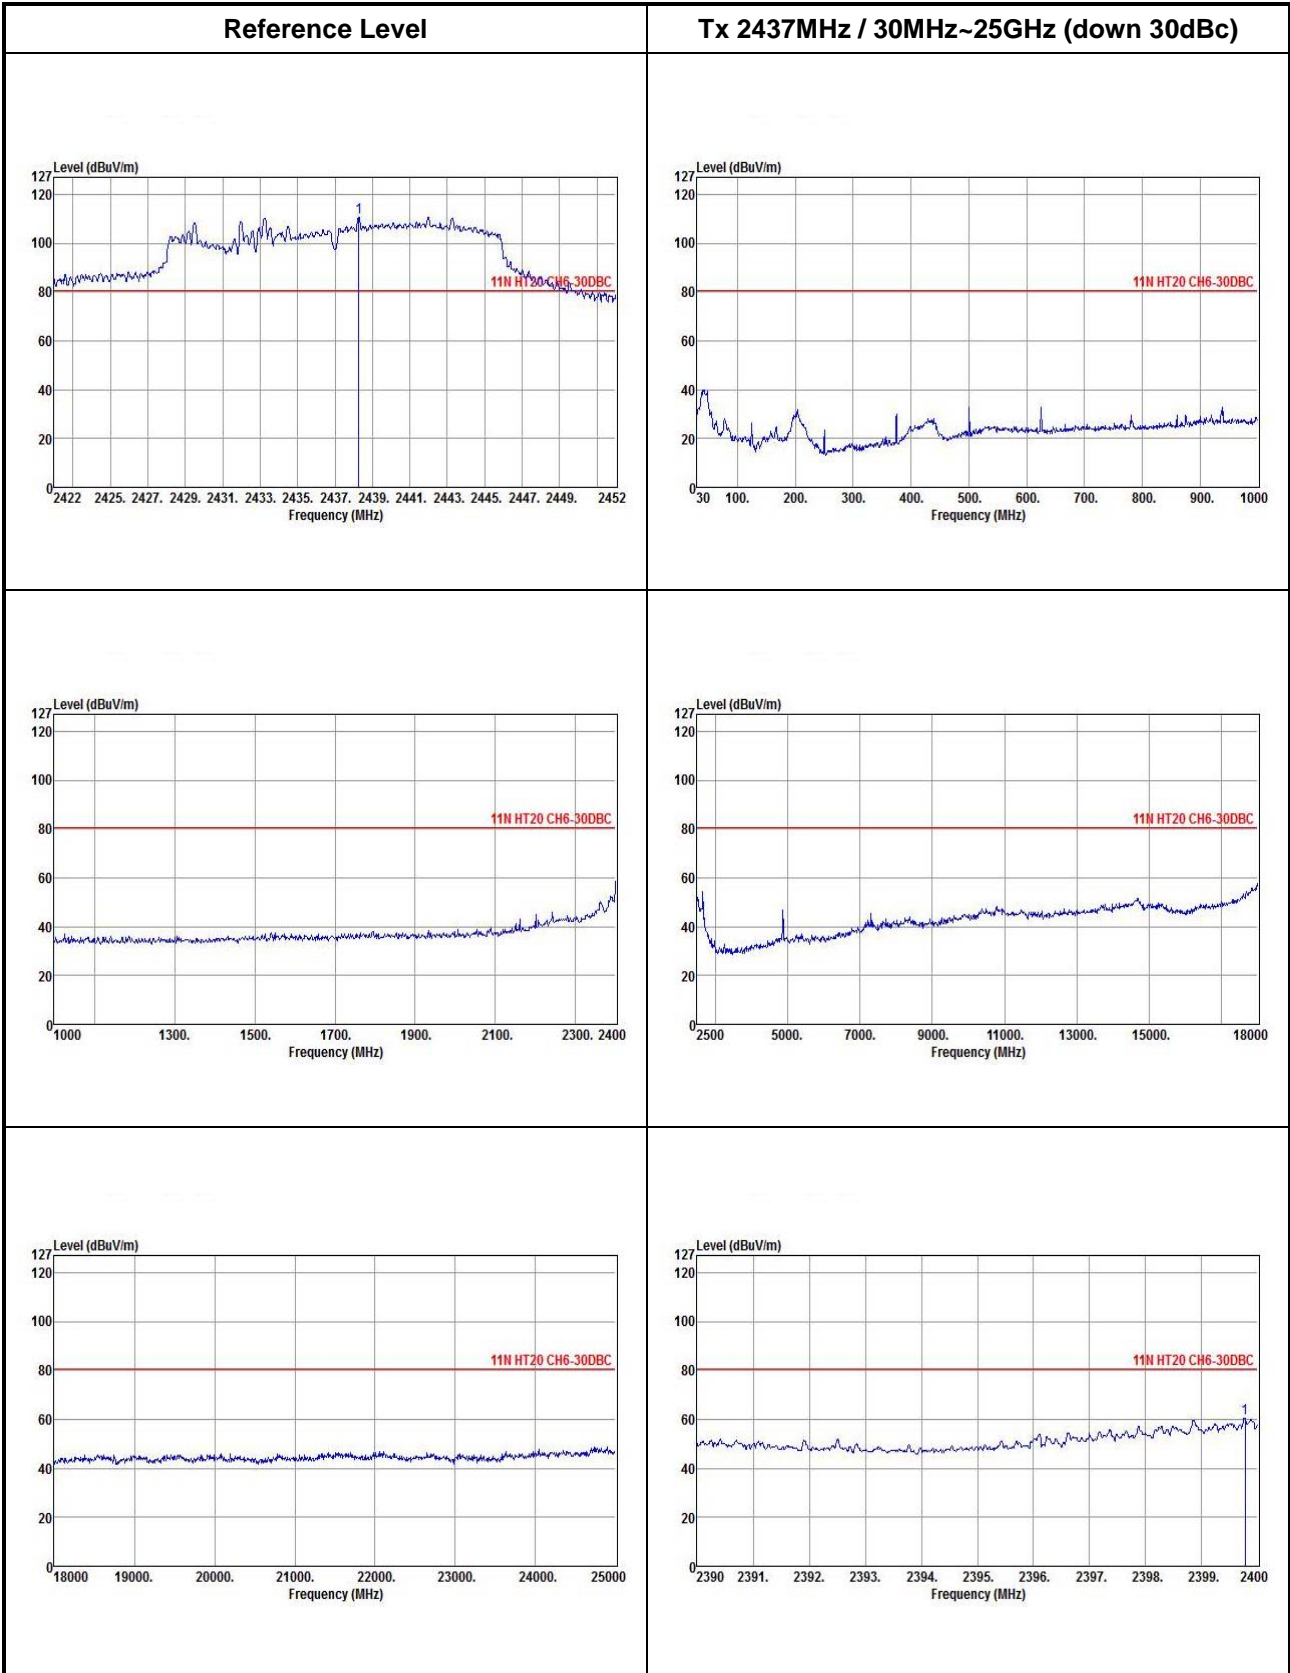 Reference Level
Tx 2437MHz / 30MHz~25GHz (down 30dBc)
Level (dBuV/m)
127
120
100
80
60
40
20
0
1
11N HT20 CH6-30DBC
2422 2425. 2427. 2429. 2431. 2433. 2435. 2437. 2439. 2441. 2443. 2445. 2447. 2449. 2452
Frequency (MHz)
Level (dBuV/m)
127
120
100
80
60
40
20
0
11N HT20 CH6-30DBC
30 100. 200. 300. 400. 500. 600. 700. 800. 900. 1000
Frequency (MHz)
Level (dBuV/m)
127
120
100
80
60
40
20
0
11N HT20 CH6-30DBC
1000 1300. 1500. 1700. 1900. 2100. 2300. 2400
Frequency (MHz)
Level (dBuV/m)
127
120
100
80
60
40
20
0
11N HT20 CH6-30DBC
2500 5000. 7000. 9000. 11000. 13000. 15000. 18000
Frequency (MHz)
Level (dBuV/m)
127
120
100
80
60
40
20
0
11N HT20 CH6-30DBC
18000 19000. 20000. 21000. 22000. 23000. 24000. 25000
Frequency (MHz)
Level (dBuV/m)
127
120
100
80
60
40
20
0
11N HT20 CH6-30DBC
1
2390 2391. 2392. 2393. 2394. 2395. 2396. 2397. 2398. 2399. 2400
Frequency (MHz)